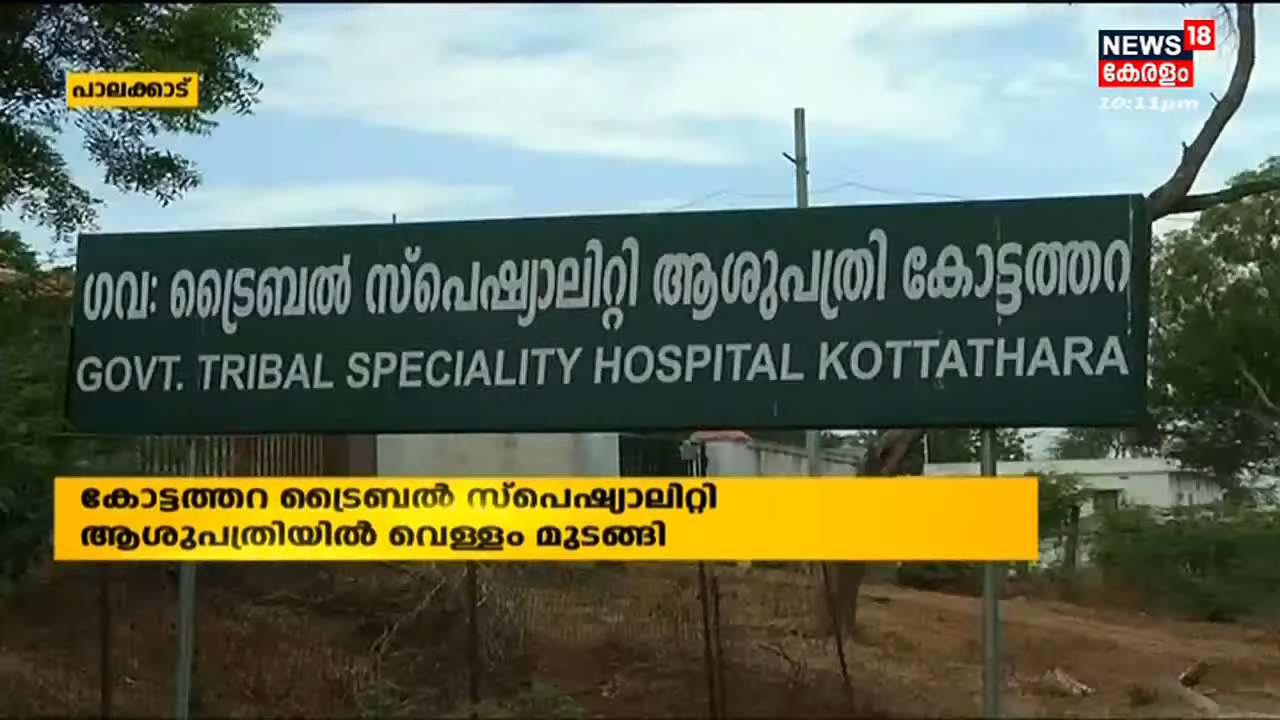 NEWS 18
കേരളം
10:11pm
പാലക്കാട്
ഗവ: ട്രൈബൽ സ്പെഷ്യാലിറ്റി ആശുപത്രി കോട്ടത്തറ
GOVT. TRIBAL SPECIALITY HOSPITAL KOTTATHARA
കോട്ടത്തറ ട്രൈബൽ സ്പെഷ്യാലിറ്റി
ആശുപത്രിയിൽ വെള്ളം മുടങ്ങി